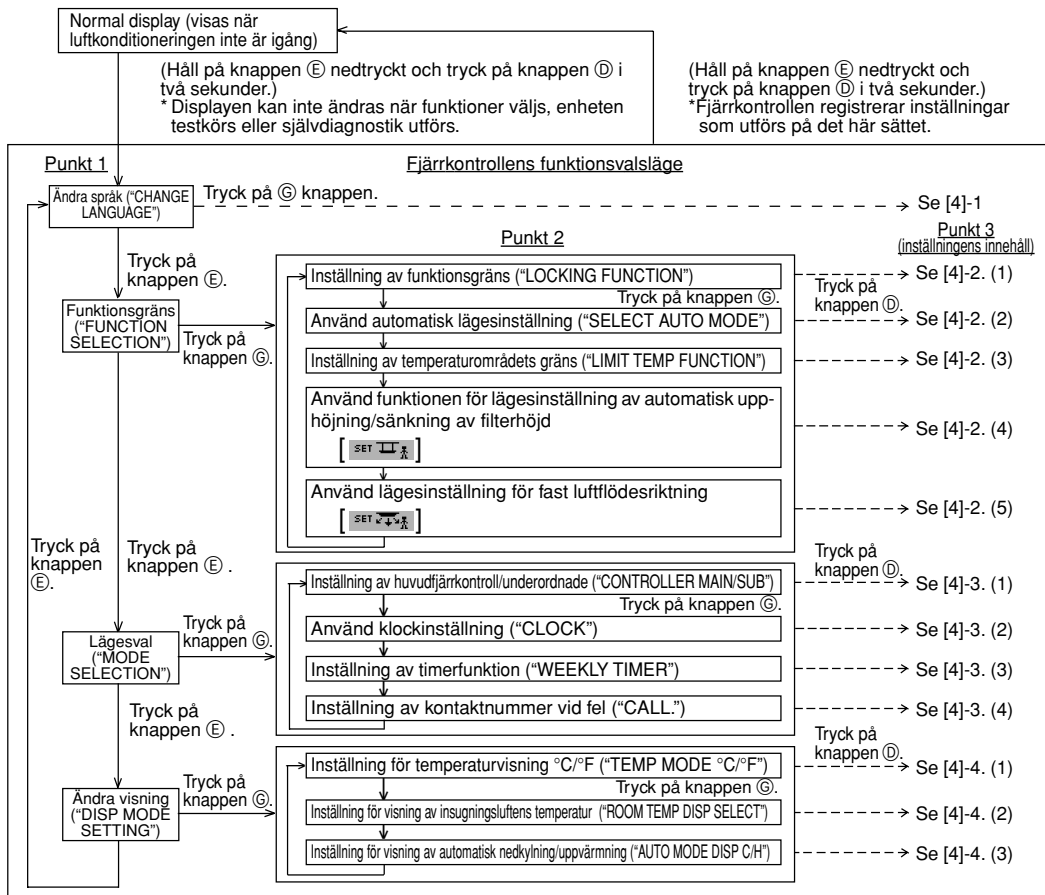 Normal display (visas när
luftkonditioneringen inte är igång)
(Håll på knappen Ⓔ nedtryckt och tryck på knappen Ⓓ i
två sekunder.)
* Displayen kan inte ändras när funktioner väljs, enheten
testkörs eller självdiagnostik utförs.
(Håll på knappen Ⓔ nedtryckt och
tryck på knappen Ⓓ i två sekunder.)
*Fjärrkontrollen registrerar inställningar
som utförs på det här sättet.
Punkt 1
Fjärrkontrollens funktionsvalsläge
Ändra språk (“CHANGE
LANGUAGE”)
Tryck på Ⓖ knappen.
Se [4]-1
Punkt 2
Punkt 3
(inställningens innehåll)
Tryck på
knappen Ⓔ.
Funktionsgräns
(“FUNCTION
SELECTION”)
Tryck på
knappen Ⓖ.
Inställning av funktionsgräns (“LOCKING FUNCTION”)
Se [4]-2. (1)
Tryck på knappen Ⓖ.
Tryck på
knappen Ⓓ.
Använd automatisk lägesinställning (“SELECT AUTO MODE”)
Se [4]-2. (2)
Inställning av temperaturområdets gräns (“LIMIT TEMP FUNCTION”)
Se [4]-2. (3)
Använd funktionen för lägesinställning av automatisk upp-
höjning/sänkning av filterhöjd
[ SET ]
Se [4]-2. (4)
Använd lägesinställning för fast luftflödesriktning
[ SET ]
Se [4]-2. (5)
Tryck på
knappen
Ⓔ.
Tryck på
knappen Ⓔ .
Lägesval
(“MODE
SELECTION”)
Tryck på
knappen Ⓖ.
Inställning av huvudfjärrkontroll/underordnade (“CONTROLLER MAIN/SUB”)
Tryck på
knappen Ⓓ.
Se [4]-3. (1)
Tryck på knappen Ⓖ.
Använd klockinställning (“CLOCK”)
Se [4]-3. (2)
Inställning av timerfunktion (“WEEKLY TIMER”)
Se [4]-3. (3)
Inställning av kontaktnummer vid fel (“CALL.”)
Se [4]-3. (4)
Tryck på
knappen Ⓔ .
Ändra visning
(“DISP MODE
SETTING”)
Tryck på
knappen Ⓖ.
Inställning för temperaturvisning °C/°F (“TEMP MODE °C/°F”)
Tryck på
knappen Ⓓ.
Se [4]-4. (1)
Tryck på knappen Ⓖ.
Inställning för visning av insugningsluftens temperatur (“ROOM TEMP DISP SELECT”)
Se [4]-4. (2)
Inställning för visning av automatisk nedkylning/uppvärmning (“AUTO MODE DISP C/H”)
Se [4]-4. (3)